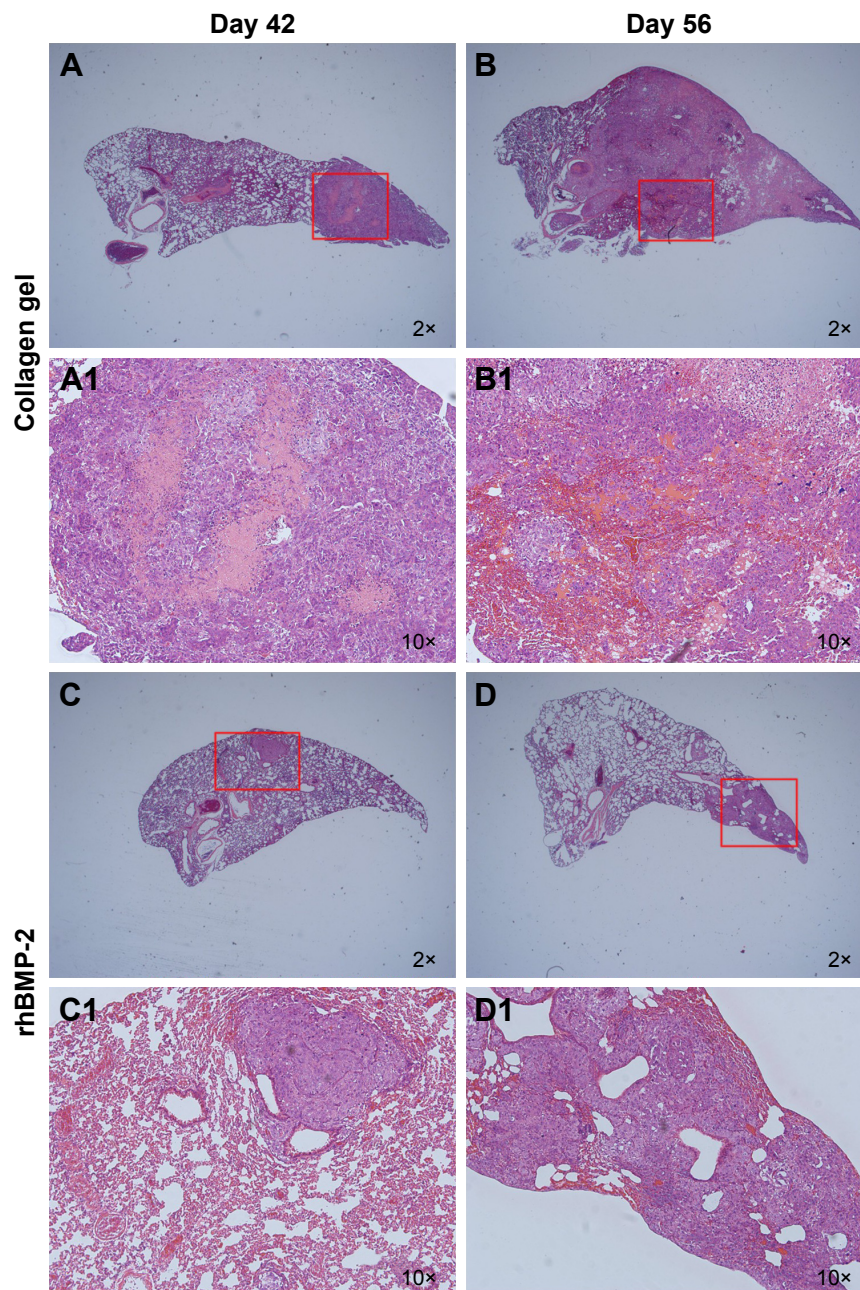 Day 42
Day 56
Collagen gel
A
2×
B
2×
A1
10×
B1
10×
rhBMP-2
C
2×
D
2×
C1
10×
D1
10×